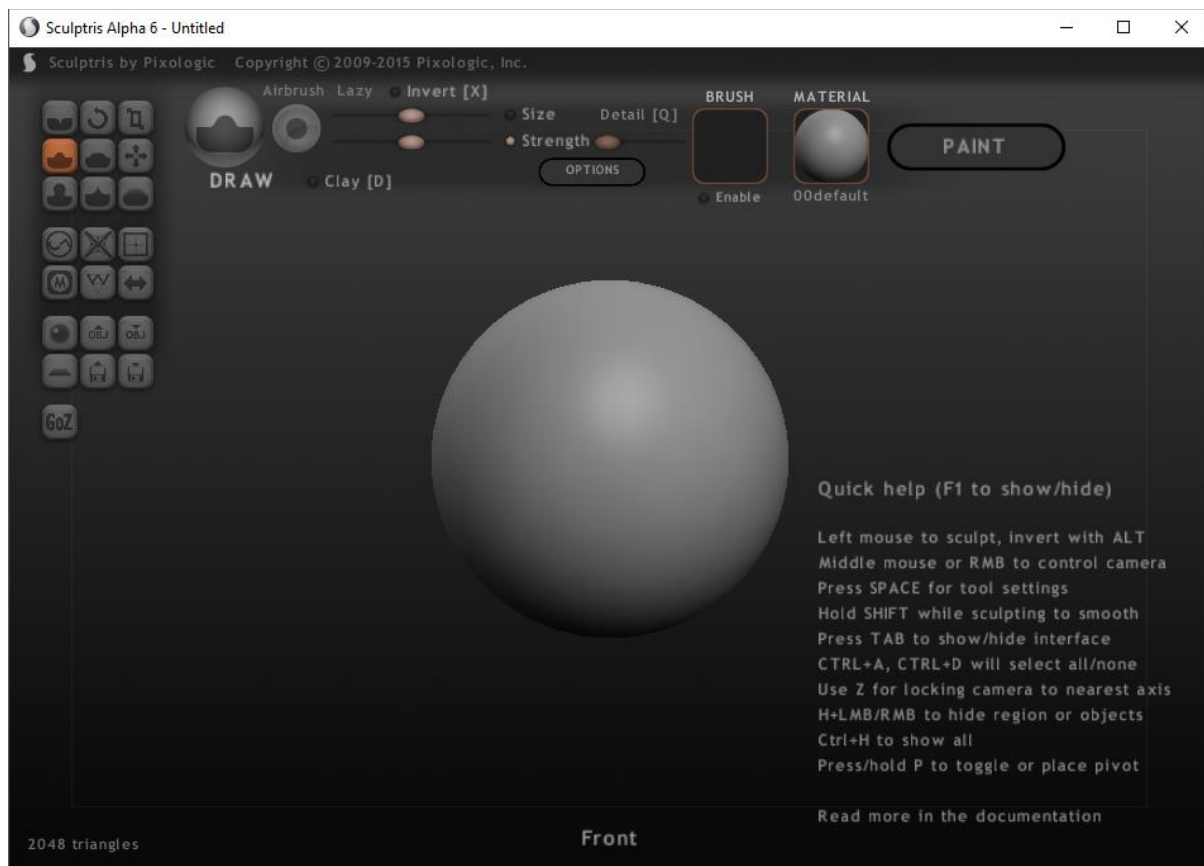 Sculptris Alpha 6 - Untitled
Sculptris by Pixologic Copyright © 2009-2015 Pixologic, Inc.
Airbrush Lazy Invert [X]
BRUSH MATERIAL
Size Detail [Q]
Strength
PAINT
OPTIONS
DRAW Clay [D]
Enable 00default
M
OBJ OBJ
GoZ
Quick help (F1 to show/hide)
Left mouse to sculpt, invert with ALT
Middle mouse or RMB to control camera
Press SPACE for tool settings
Hold SHIFT while sculpting to smooth
Press TAB to show/hide interface
CTRL+A, CTRL+D will select all/none
Use Z for locking camera to nearest axis
H+LMB/RMB to hide region or objects
Ctrl+H to show all
Press/hold P to toggle or place pivot
Read more in the documentation
Front
2048 triangles